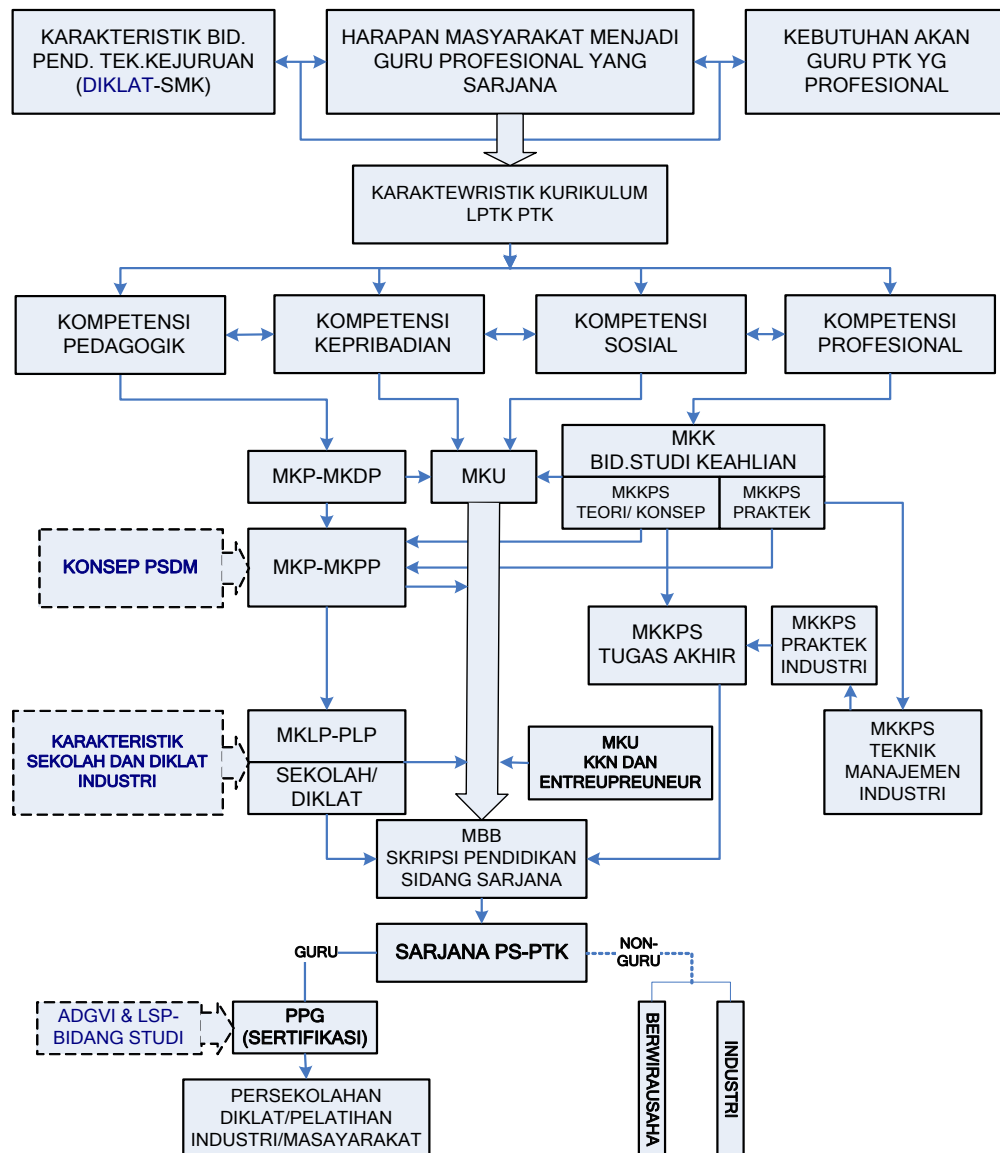 KARAKTERISTIK BID.
PEND. TEK.KEJURUAN
(DIKLAT-SMK)
HARAPAN MASYARAKAT MENJADI
GURU PROFESIONAL YANG
SARJANA
KEBUTUHAN AKAN
GURU PTK YG
PROFESIONAL
KARAKTEWRISTIK KURIKULUM
LPTK PTK
KOMPETENSI
PEDAGOGIK
KOMPETENSI
KEPRIBADIAN
KOMPETENSI
SOSIAL
KOMPETENSI
PROFESIONAL
MKP-MKDP
MKU
MKK
BID.STUDI KEAHLIAN
MKKPS
TEORI/ KONSEP
MKKPS
PRAKTEK
KONSEP PSDM
MKP-MKPP
MKKPS
TUGAS AKHIR
MKKPS
PRAKTEK
INDUSTRI
KARAKTERISTIK
SEKOLAH DAN DIKLAT
INDUSTRI
MKLP-PLP
SEKOLAH/
DIKLAT
MKU
KKN DAN
ENTREUPREUNEUR
MKKPS
TEKNIK
MANAJEMEN
INDUSTRI
MBB
SKRIPSI PENDIDIKAN
SIDANG SARJANA
GURU
SARJANA PS-PTK
NON-
GURU
ADGVI & LSP-
BIDANG STUDI
PPG
(SERTIFIKASI)
BERWIRAUSAHA
INDUSTRI
PERSEKOLAHAN
DIKLAT/PELATIHAN
INDUSTRI/MASAYARAKAT